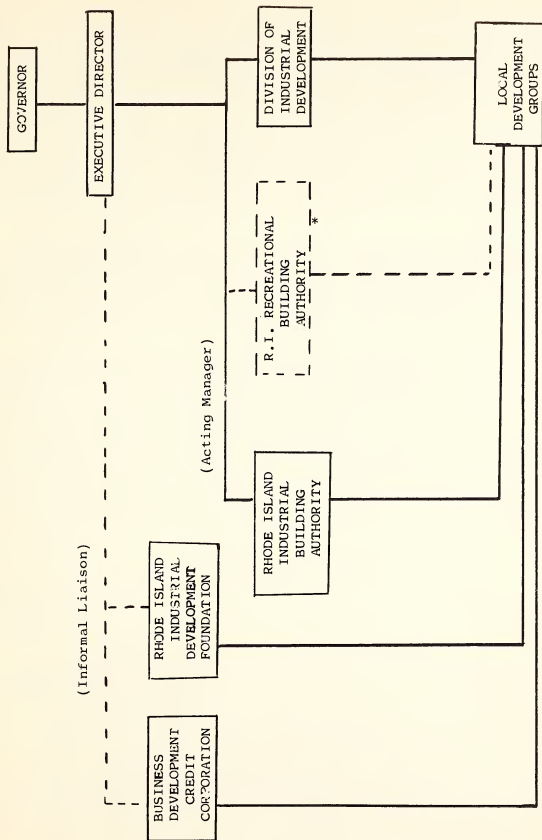 GOVERNOR
EXECUTIVE DIRECTOR
(Informal Liaison)
(Acting Manager)
BUSINESS
DEVELOPMENT
CREDIT
CORPORATION
RHODE ISLAND
INDUSTRIAL
DEVELOPMENT
FOUNDATION
RHODE ISLAND
INDUSTRIAL
BUILDING
AUTHORITY
R.I. RECREATIONAL
BUILDING
AUTHORITY
*
DIVISION OF
INDUSTRIAL
DEVELOPMENT
LOCAL
DEVELOPMENT
GROUPS